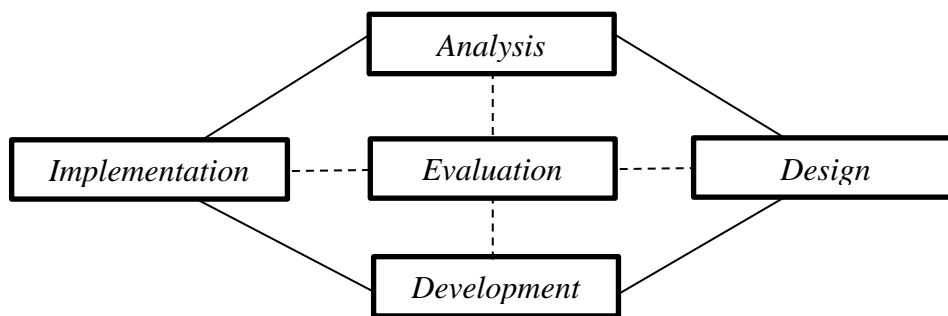 Analysis
Implementation
Evaluation
Design
Development